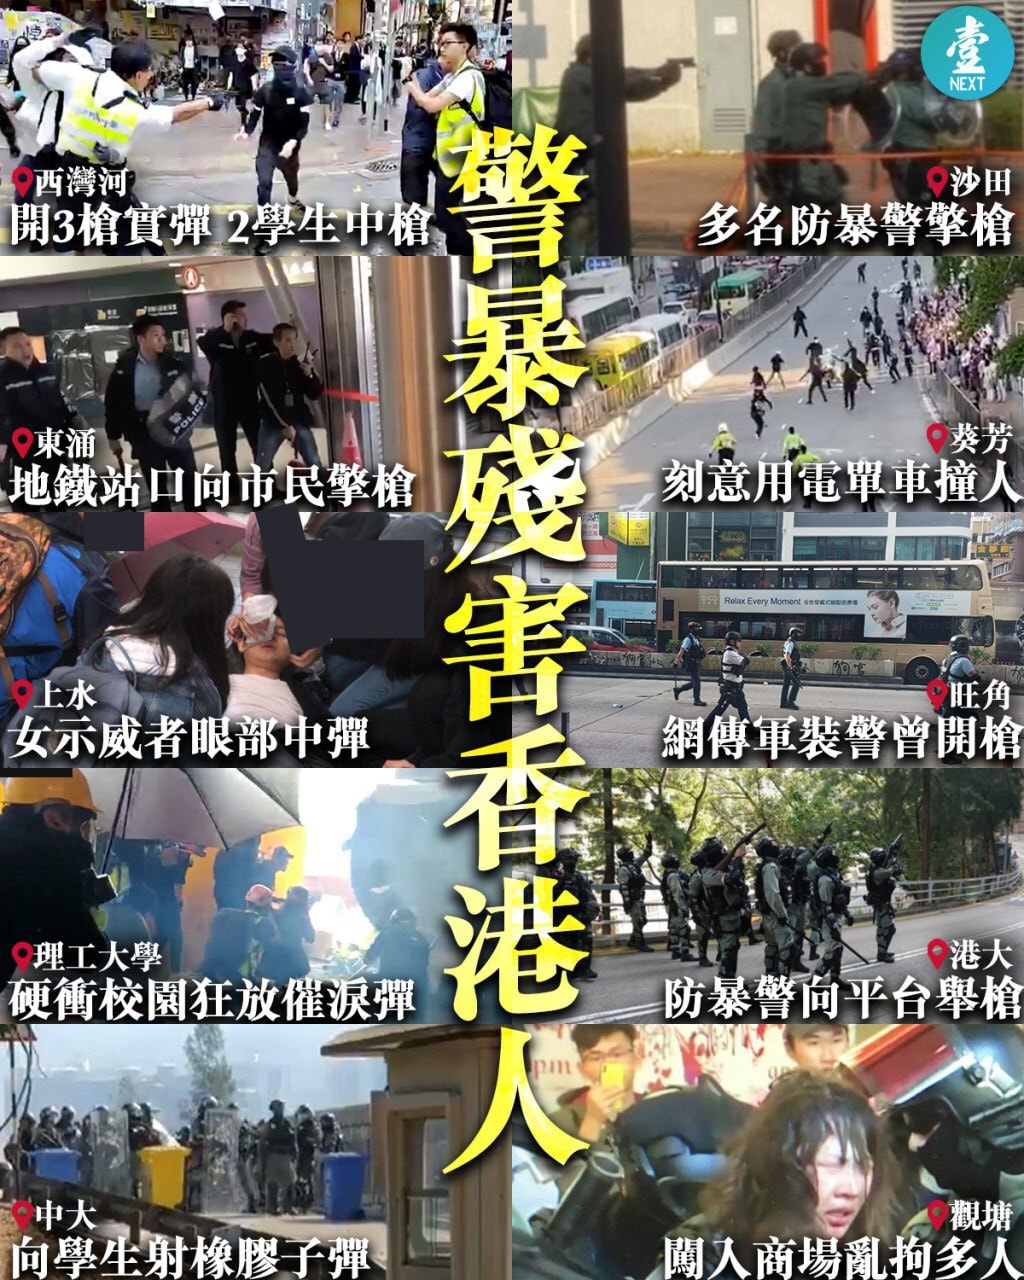 壹
NEXT
警暴殘害香港人
西灣河
開3槍實彈 2學生中槍
沙田
多名防暴警擎槍
東涌
地鐵站口向市民擎槍
POLICE
葵芳
刻意用電單車撞人
上水
女示威者眼部中彈
Relax Every Moment
旺角
網傳軍裝警曾開槍
理工大學
硬衝校園狂放催淚彈
港大
防暴警向平台舉槍
中大
向學生射橡膠子彈
觀塘
闖入商場亂拘多人